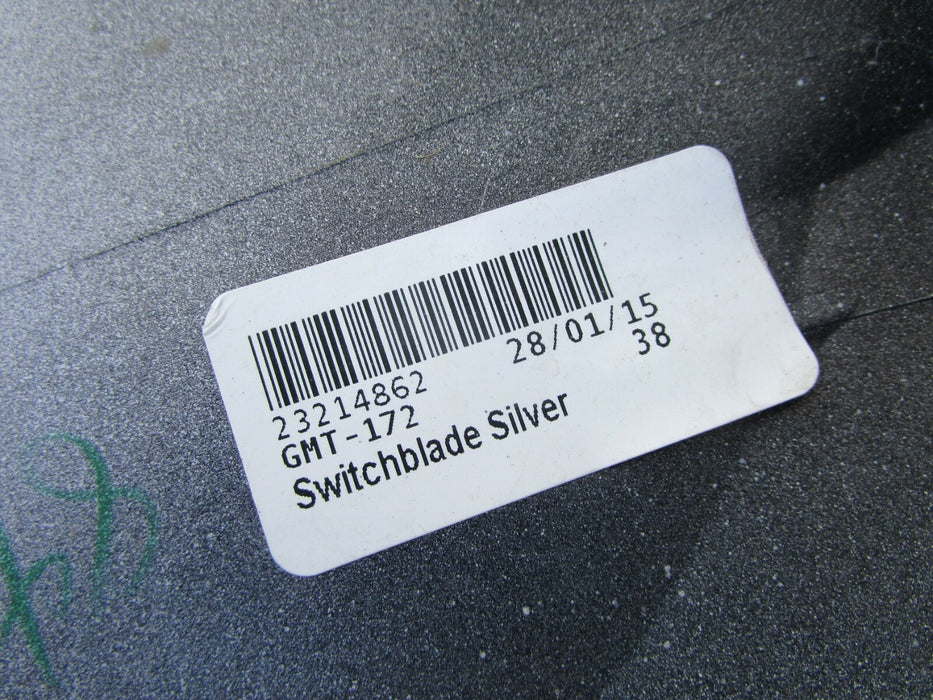 23214862 28/01/15
GMT-172 38
Switchblade Silver